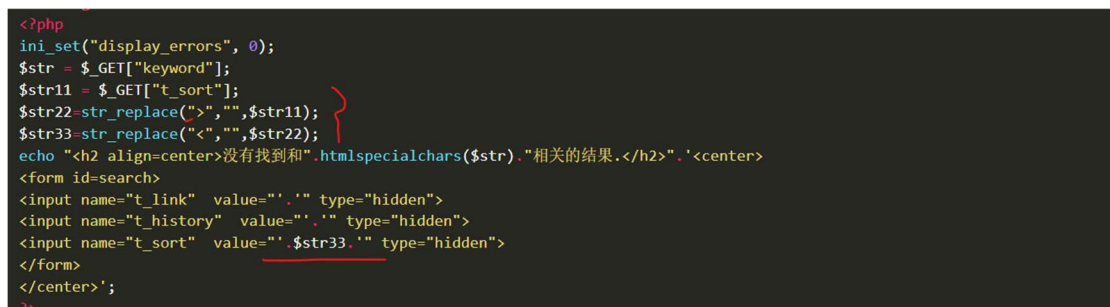 <?php
ini_set("display_errors", 0);
$str = $_GET["keyword"];
$str11 = $_GET["t_sort"];
$str22=str_replace(">","",$str11);
$str33=str_replace("<","",$str22);
echo "<h2 align=center>没有找到和".htmlspecialchars($str)."相关的结果.</h2>".'<center>
<form id=search>
<input name="t_link"  value="'.'" type="hidden">
<input name="t_history"  value="'.'" type="hidden">
<input name="t_sort"  value="'.$str33.'" type="hidden">
</form>
</center>';
?>